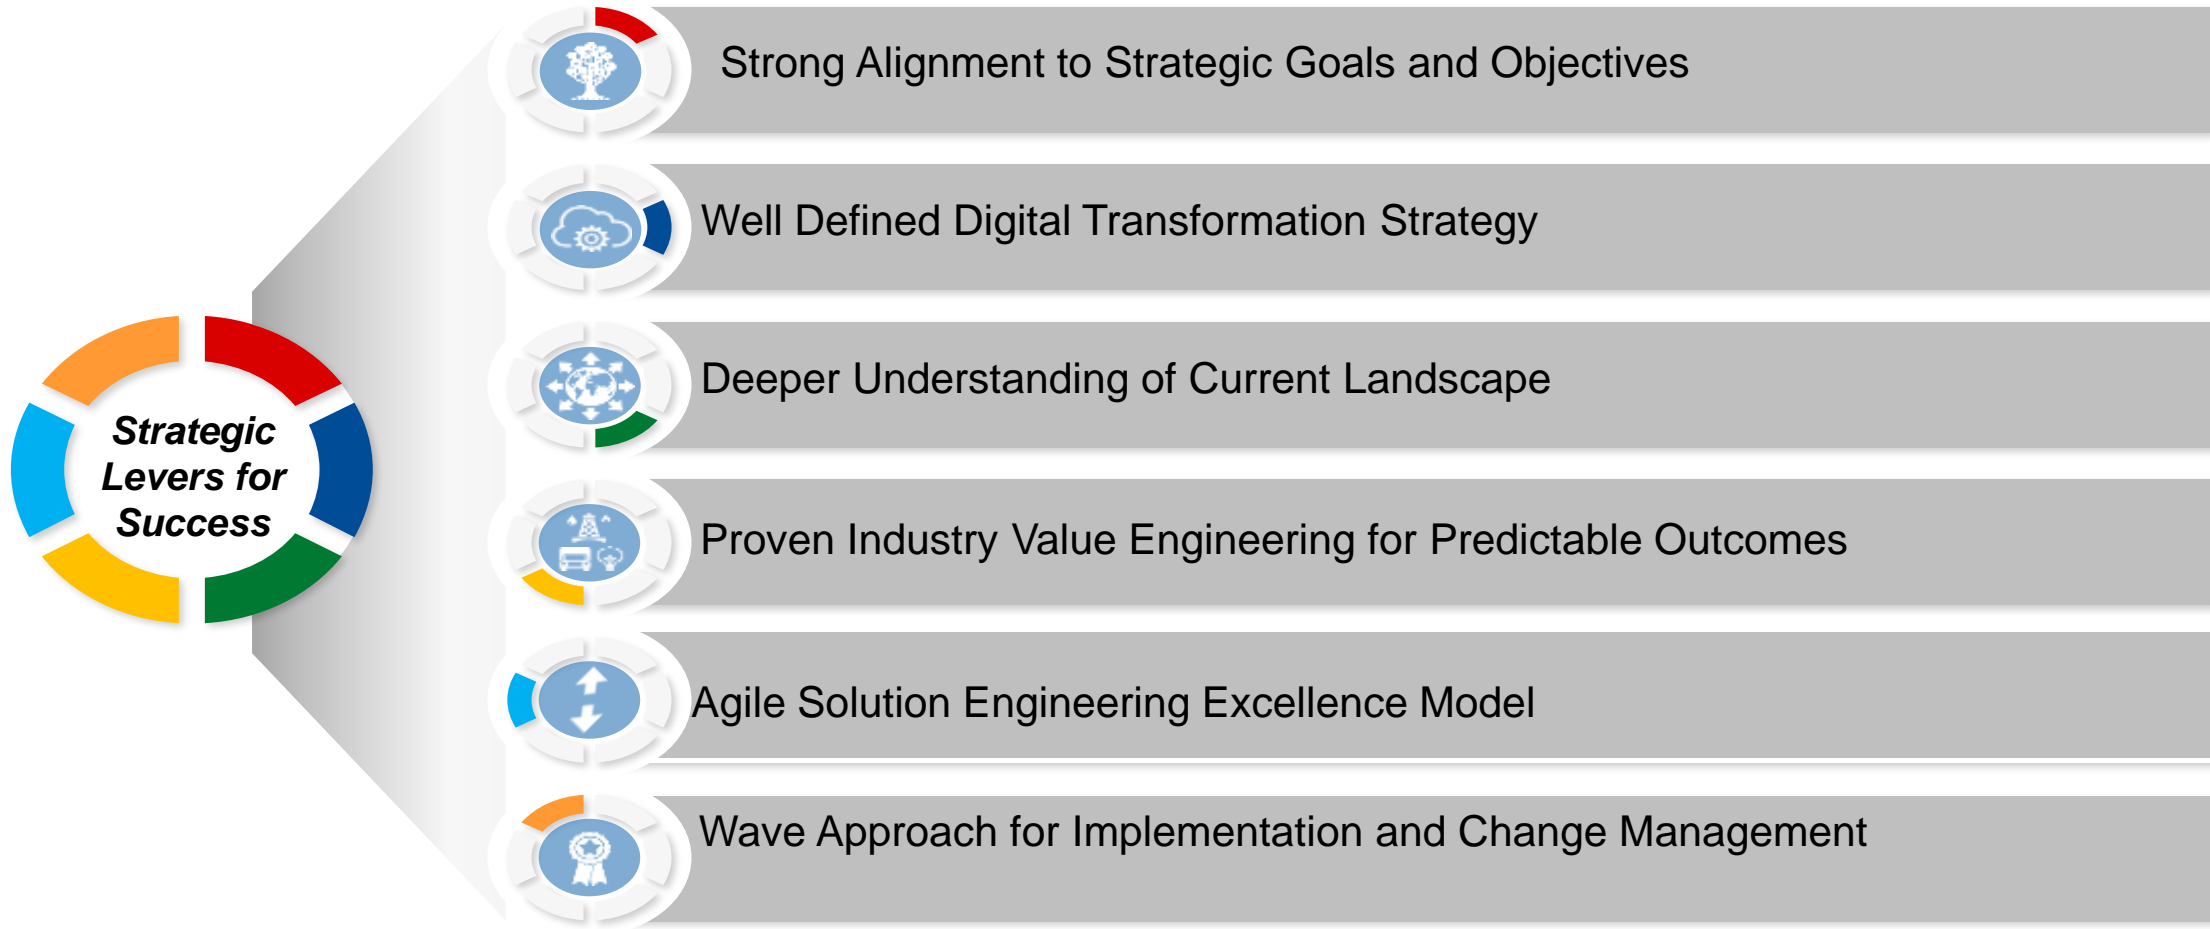 Strong Alignment to Strategic Goals and Objectives
Well Defined Digital Transformation Strategy
Deeper Understanding of Current Landscape
Strategic
Levers for
Success
Proven Industry Value Engineering for Predictable Outcomes
Agile Solution Engineering Excellence Model
Wave Approach for Implementation and Change Management